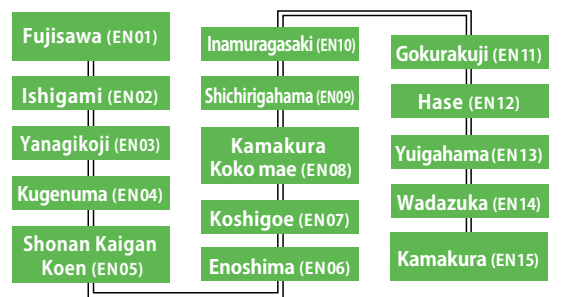 Fujisawa (EN01)
Ishigami (EN02)
Yanagikoji (EN03)
Kugenuma (EN04)
Shonan Kaigan
Koen (EN05)
Enoshima (EN06)
Koshigoe (EN07)
Kamakura
Koko mae (EN08)
Shichirigahama (EN09)
Inamuragasaki (EN10)
Gokurakuji (EN11)
Hase (EN12)
Yuigahama (EN13)
Wadazuka (EN14)
Kamakura (EN15)